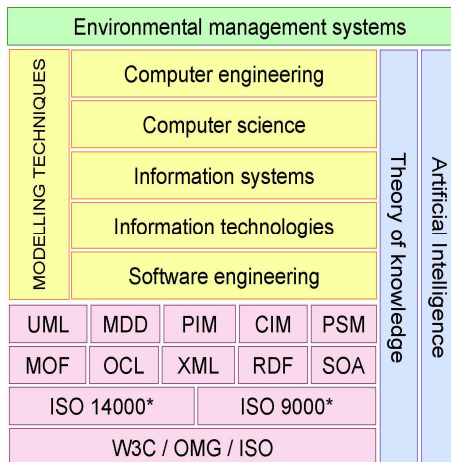 Environmental management systems
MODELLING TECHNIQUES
Computer engineering
Computer science
Information systems
Information technologies
Software engineering
Theory of knowledge
Artificial Intelligence
UML
MDD
PIM
CIM
PSM
MOF
OCL
XML
RDF
SOA
ISO 14000*
ISO 9000*
W3C / OMG / ISO